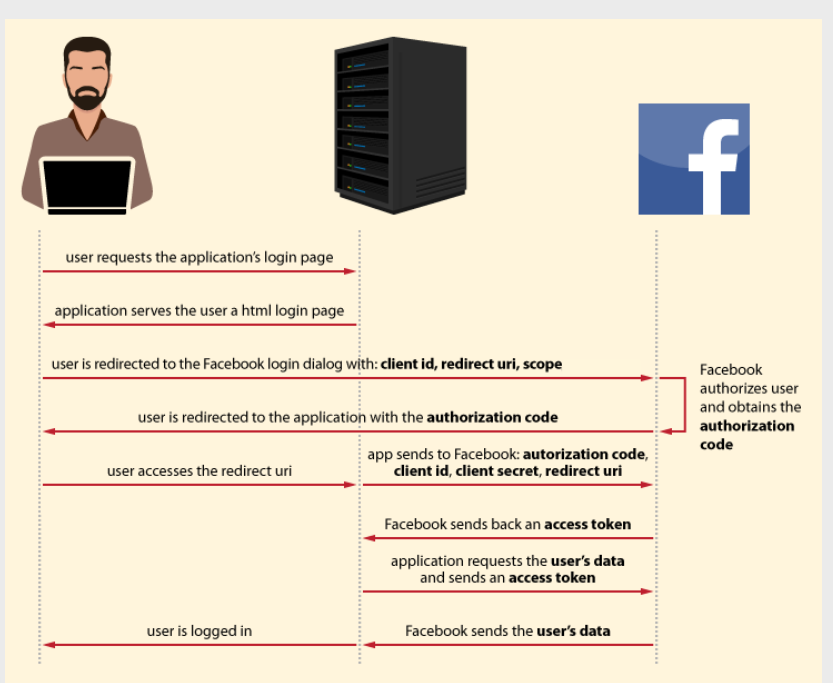 user requests the application's login page
application serves the user a html login page
user is redirected to the Facebook login dialog with: client id, redirect uri, scope
Facebook
authorizes user
and obtains the
authorization
code
user is redirected to the application with the authorization code
user accesses the redirect uri
app sends to Facebook: autorization code,
client id, client secret, redirect uri
Facebook sends back an access token
application requests the user's data
and sends an access token
user is logged in
Facebook sends the user's data